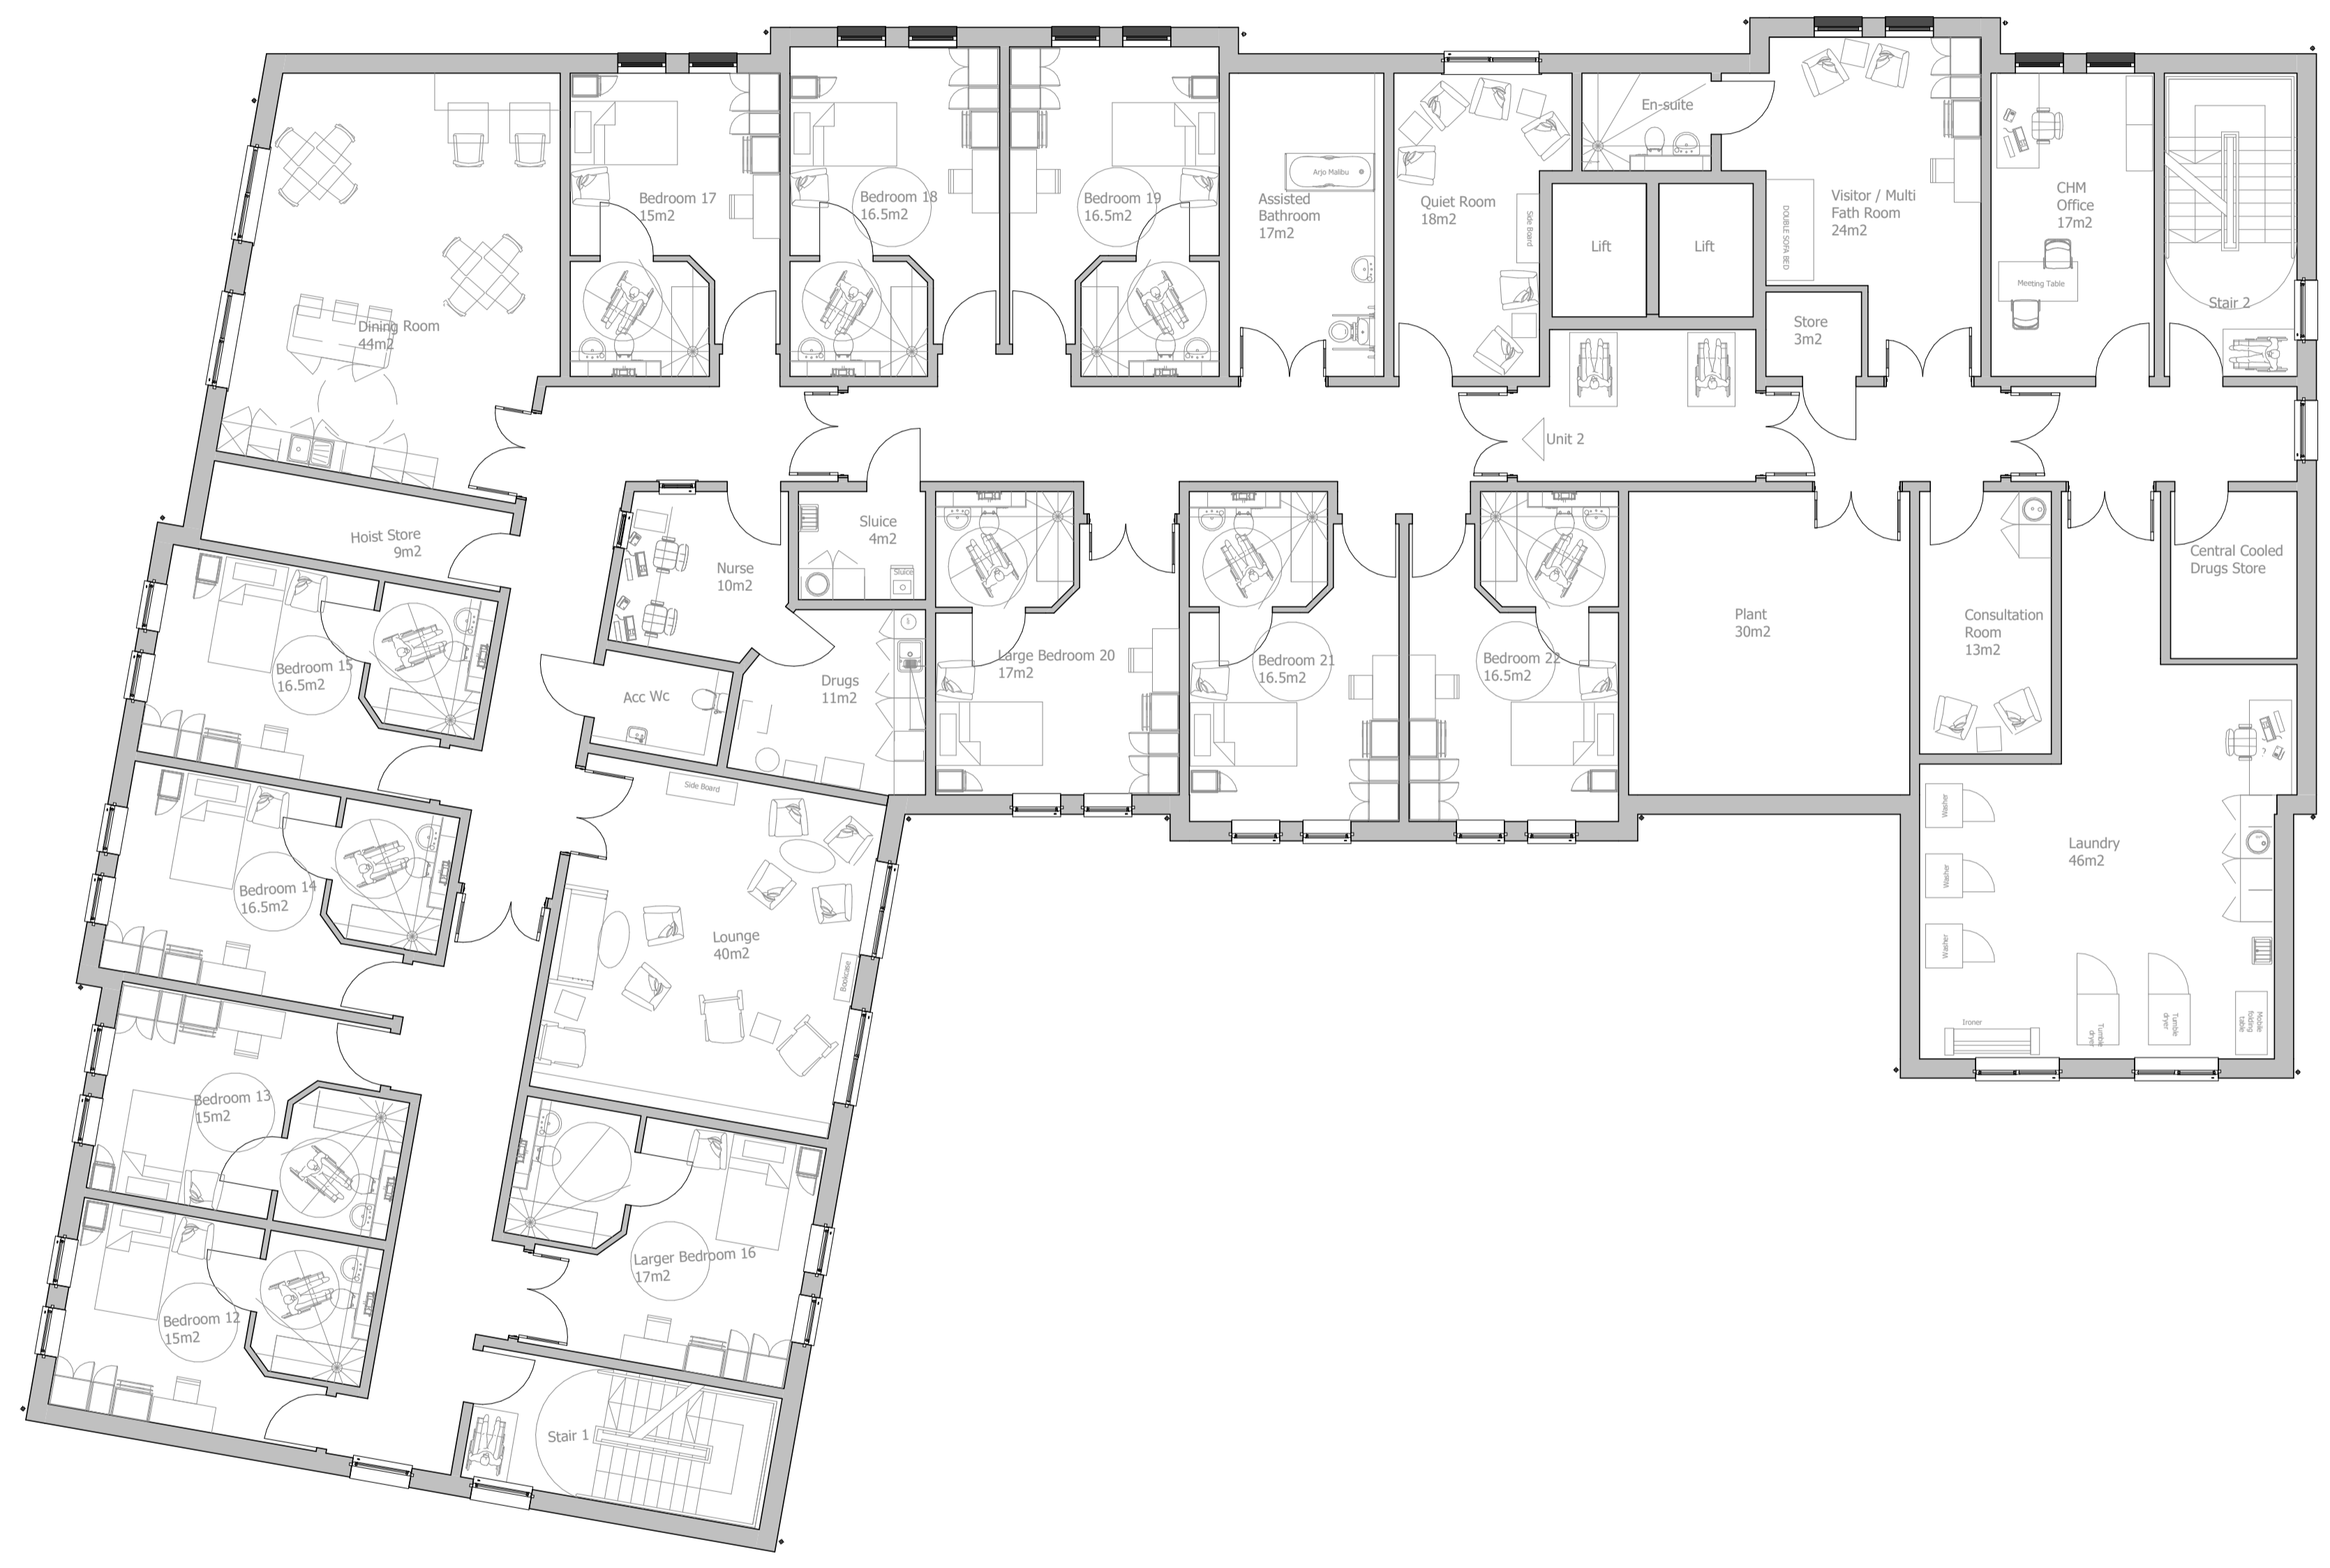 Dining Room
44m2
Bedroom 17
15m2
Bedroom 18
16.5m2
Bedroom 19
16.5m2
Arjo Malibu
Assisted
Bathroom
17m2
Quiet Room
18m2
Side Board
En-suite
Lift
Lift
DOUBLE SOFA BED
Visitor / Multi
Fath Room
24m2
Store
3m2
CHM
Office
17m2
Meeting Table
Stair 2
Unit 2
Hoist Store
9m2
Nurse
10m2
Sluice
4m2
Sluice
Acc Wc
Drugs
11m2
Large Bedroom 20
17m2
Bedroom 21
16.5m2
Bedroom 22
16.5m2
Plant
30m2
Consultation
Room
13m2
Central Cooled
Drugs Store
Laundry
46m2
Washer
Washer
Washer
Ironer
Tumble
dryer
Tumble
dryer
Mobile
folding
table
Bedroom 15
16.5m2
Bedroom 14
16.5m2
Side Board
Lounge
40m2
Bookcase
Bedroom 13
15m2
Bedroom 12
15m2
Larger Bedroom 16
17m2
Stair 1